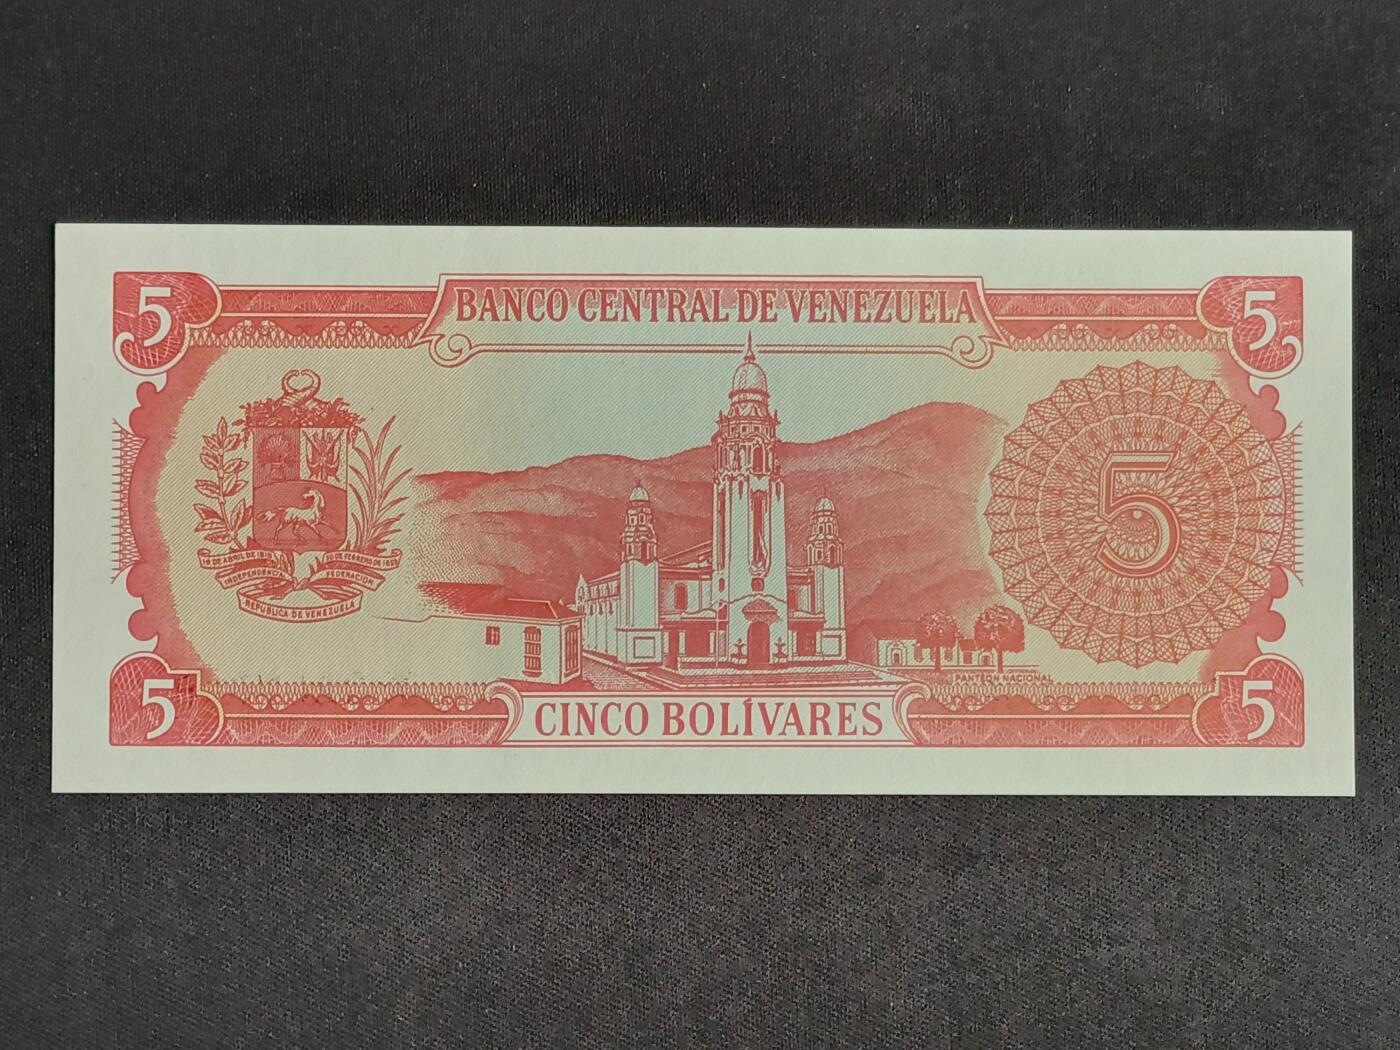 5
BANCO CENTRAL DE VENEZUELA
5
19 DE ABRIL DE 1810
20 DE FEBRERO DE 1859
INDEPENDENCIA
FEDERACION
REPUBLICA DE VENEZUELA
5
PANTEON NACIONAL
5
CINCO BOLÍVARES
5